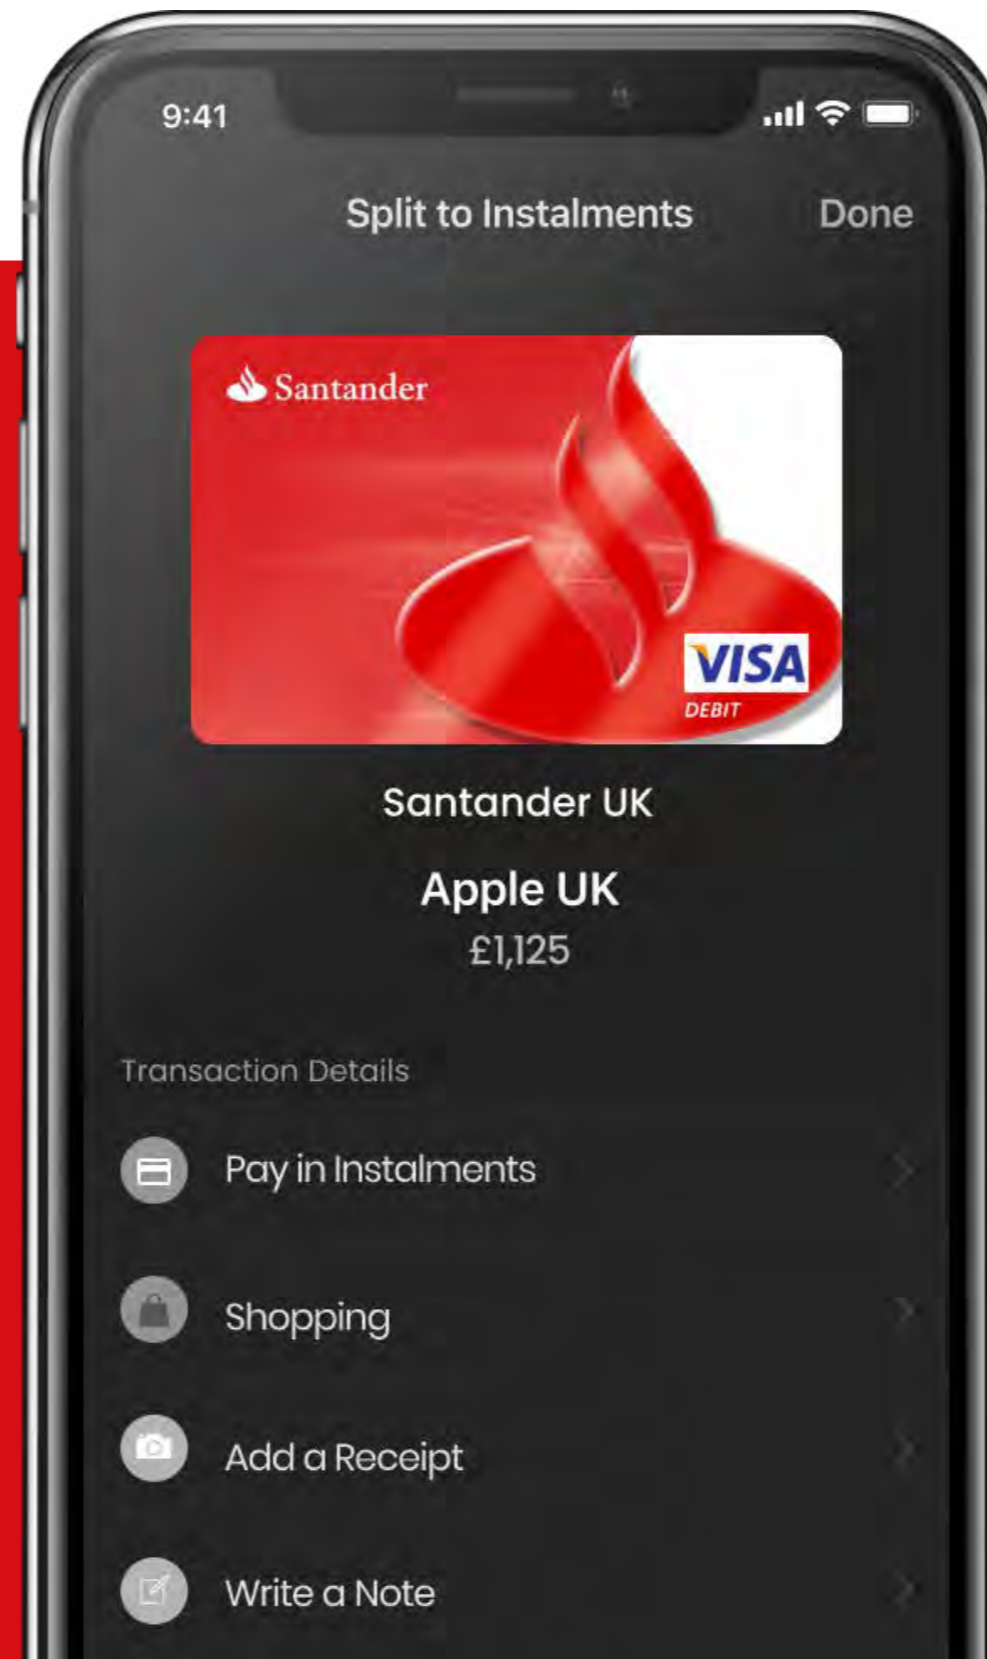 9:41
Split to Instalments Done
Santander
VISA
DEBIT
Santander UK
Apple UK
£1,125
Transaction Details
Pay in Instalments
Shopping
Add a Receipt
Write a Note